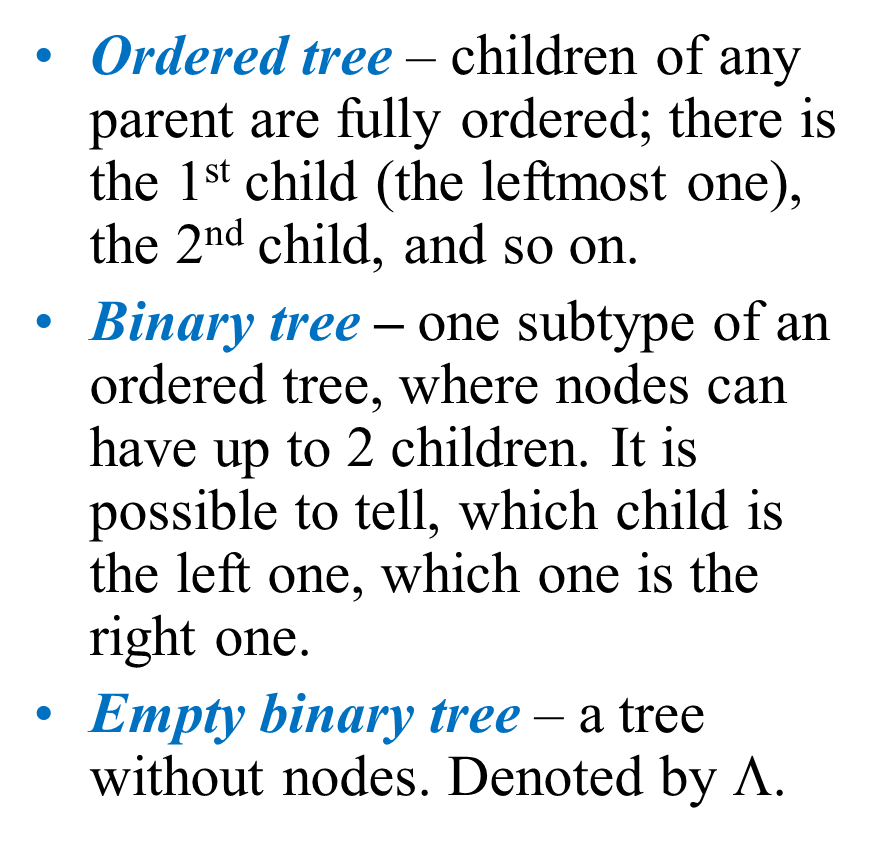 • Ordered tree – children of any
parent are fully ordered; there is
the 1st child (the leftmost one),
the 2nd child, and so on.
• Binary tree – one subtype of an
ordered tree, where nodes can
have up to 2 children. It is
possible to tell, which child is
the left one, which one is the
right one.
• Empty binary tree – a tree
without nodes. Denoted by Λ.